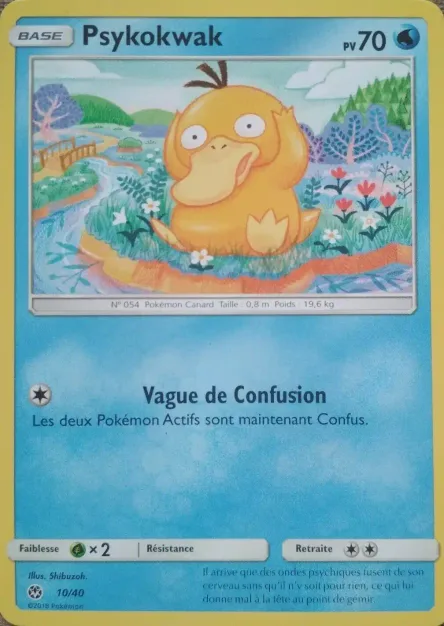 BASE Psykokwak PV70
N° 054 Pokémon Canard Taille : 0,8 m Poids : 19,6 kg
Vague de Confusion
Les deux Pokémon Actifs sont maintenant Confus.
Faiblesse ×2 Résistance Retraite
Illus. Shibuzoh.
10/40
©2018 Pokémon
Il arrive que des ondes psychiques fusent de son
cerveau sans qu'il n'y soit pour rien, ce qui lui
donne mal à la tête au point de gémir.